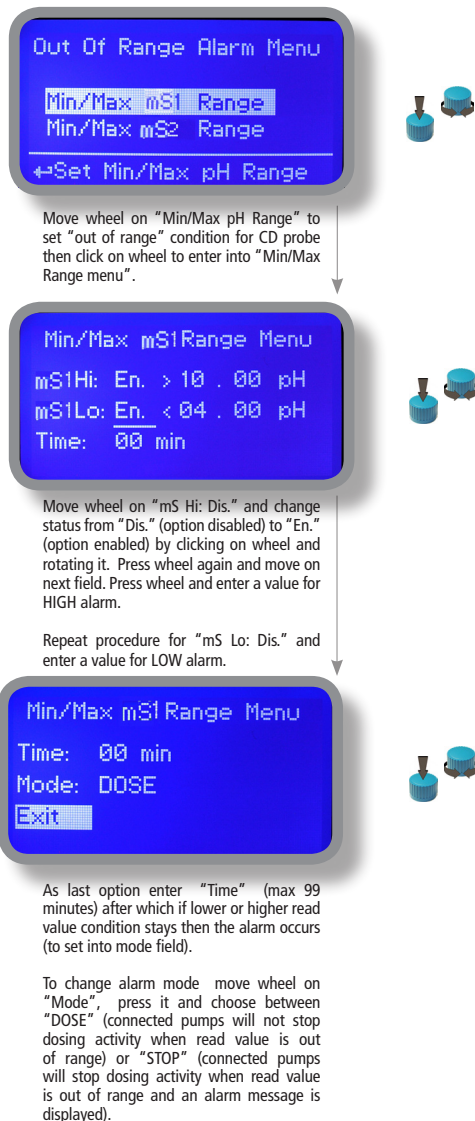 Out Of Range Alarm Menu
Min/Max mS1 Range
Min/Max mS2 Range
↵Set Min/Max pH Range
Move wheel on “Min/Max pH Range” to
set “out of range” condition for CD probe
then click on wheel to enter into “Min/Max
Range menu”.
Min/Max mS1Range Menu
mS1Hi: En. > 10 . 00 pH
mS1Lo: En. < 04 . 00 pH
Time: 00 min
Move wheel on “mS Hi: Dis.” and change
status from “Dis.” (option disabled) to “En.”
(option enabled) by clicking on wheel and
rotating it. Press wheel again and move on
next field. Press wheel and enter a value for
HIGH alarm.
Repeat procedure for “mS Lo: Dis.” and
enter a value for LOW alarm.
Min/Max mS1 Range Menu
Time: 00 min
Mode: DOSE
Exit
As last option enter “Time” (max 99
minutes) after which if lower or higher read
value condition stays then the alarm occurs
(to set into mode field).
To change alarm mode move wheel on
“Mode”, press it and choose between
“DOSE” (connected pumps will not stop
dosing activity when read value is out
of range) or “STOP” (connected pumps
will stop dosing activity when read value
is out of range and an alarm message is
displayed).